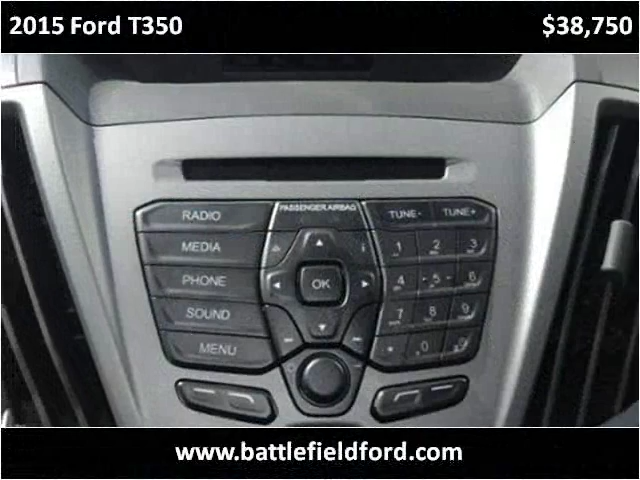 2015 Ford T350 $38,750
PASSENGER AIRBAG
RADIO TUNE- TUNE+
MEDIA 1 2 3
PHONE OK 4 5 6
SOUND 7 8 9
MENU * 0 #
www.battlefieldford.com